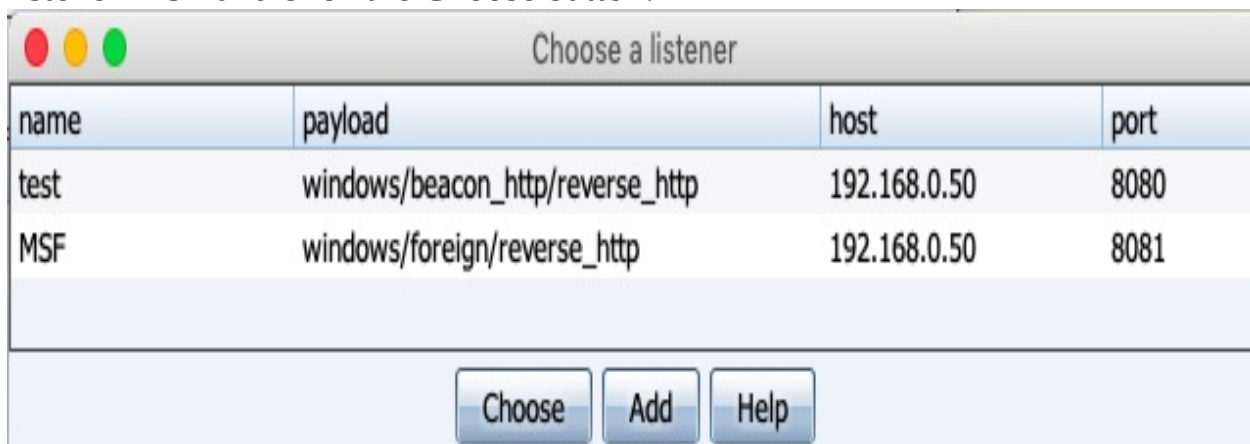 Choose a listener
name payload host port
test windows/beacon_http/reverse_http 192.168.0.50 8080
MSF windows/foreign/reverse_http 192.168.0.50 8081
Choose Add Help